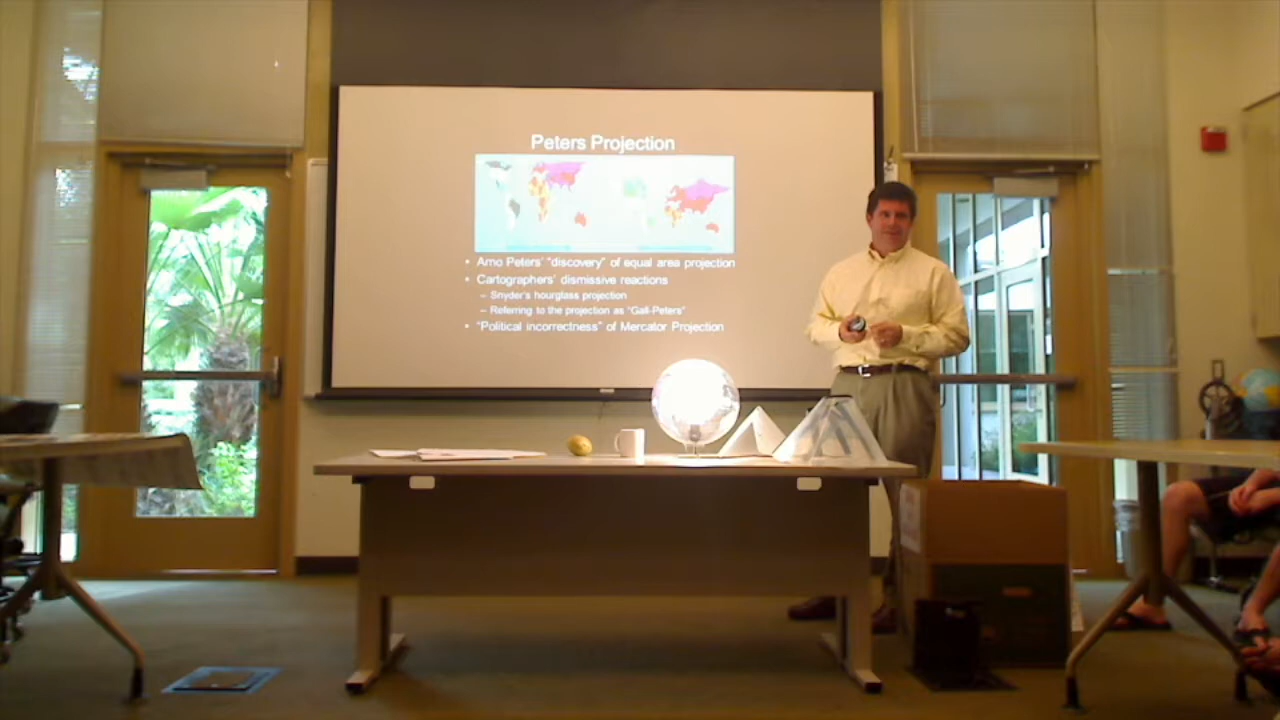 Peters Projection
• Arno Peters' "discovery" of equal area projection
• Cartographers' dismissive reactions
– Snyder's hourglass projection
– Referring to the projection as "Gall-Peters"
• "Political incorrectness" of Mercator Projection